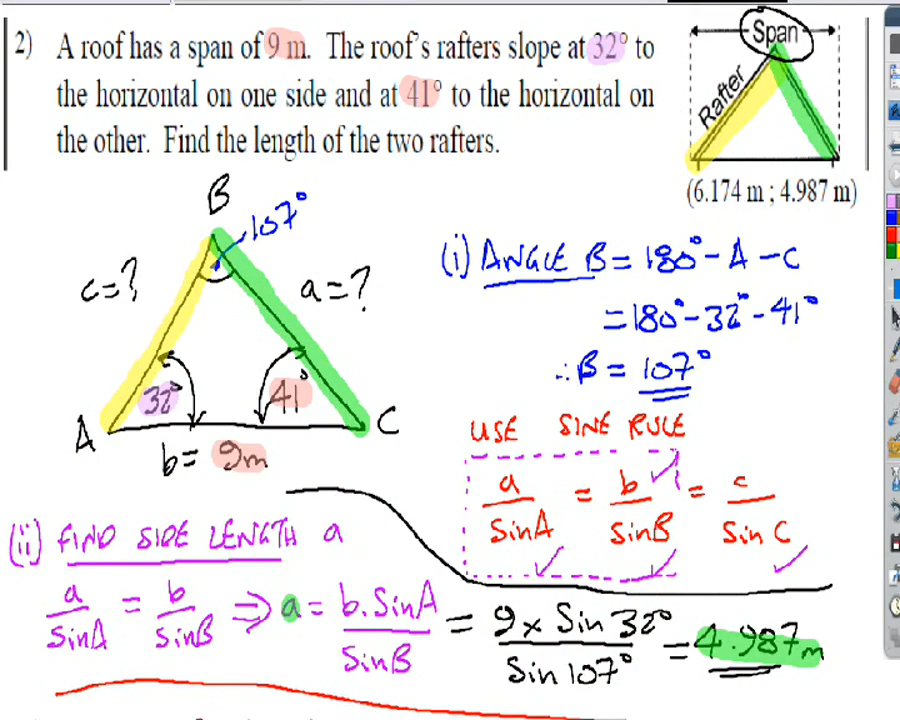 2) A roof has a span of 9 m. The roof's rafters slope at 32° to
the horizontal on one side and at 41° to the horizontal on
the other. Find the length of the two rafters.
Span
Rafter
(6.174 m ; 4.987 m)
B
107°
c=?
a=?
32°
41°
A
C
b= 9m
(i) ANGLE B = 180° - A - C
= 180° - 32° - 41°
∴ B = 107°
USE SINE RULE
a/sinA = b/sinB = c/sin C
(ii) FIND SIDE LENGTH a
a/sinA = b/sinB ⇒ a = b.sinA/sinB = 9 x Sin 32°/Sin 107° = 4.987m